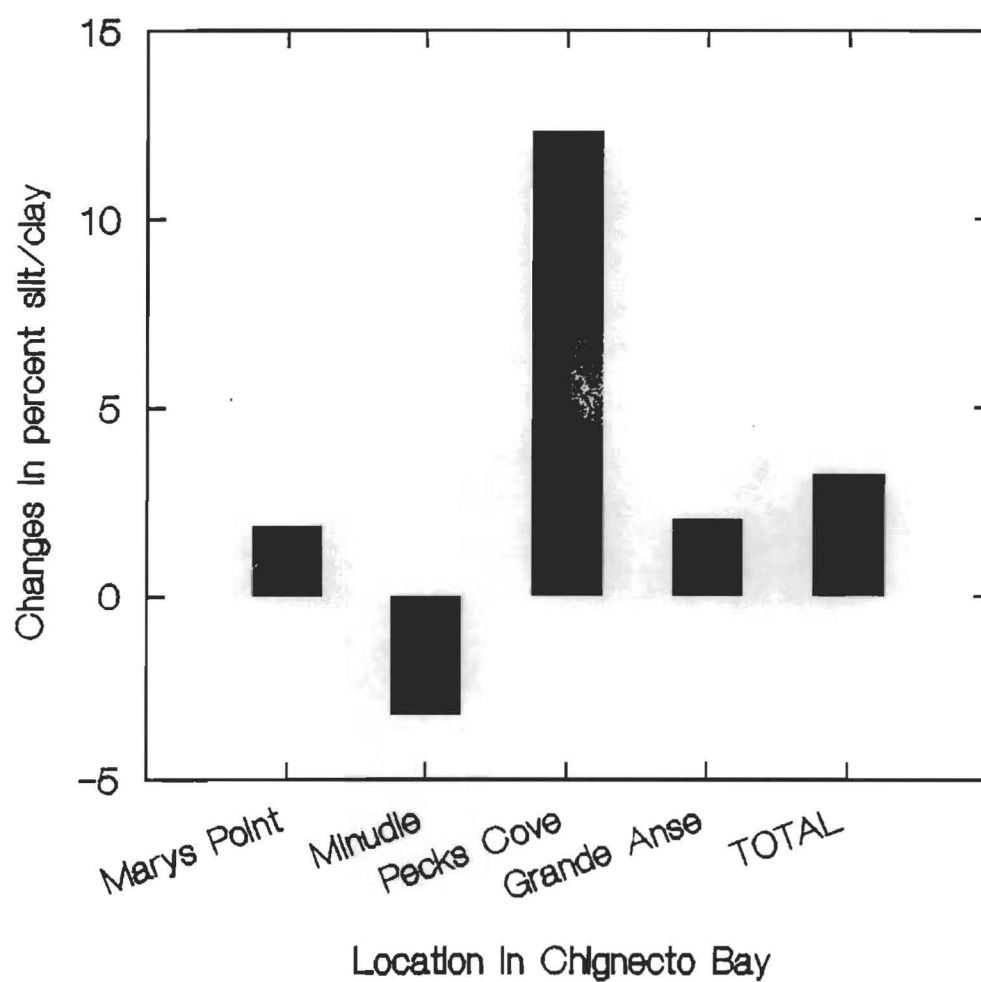 15
10
5
0
-5
Changes in percent silt/clay
Marys Point
Minudie
Pecks Cove
Grande Anse
TOTAL
Location in Chignecto Bay